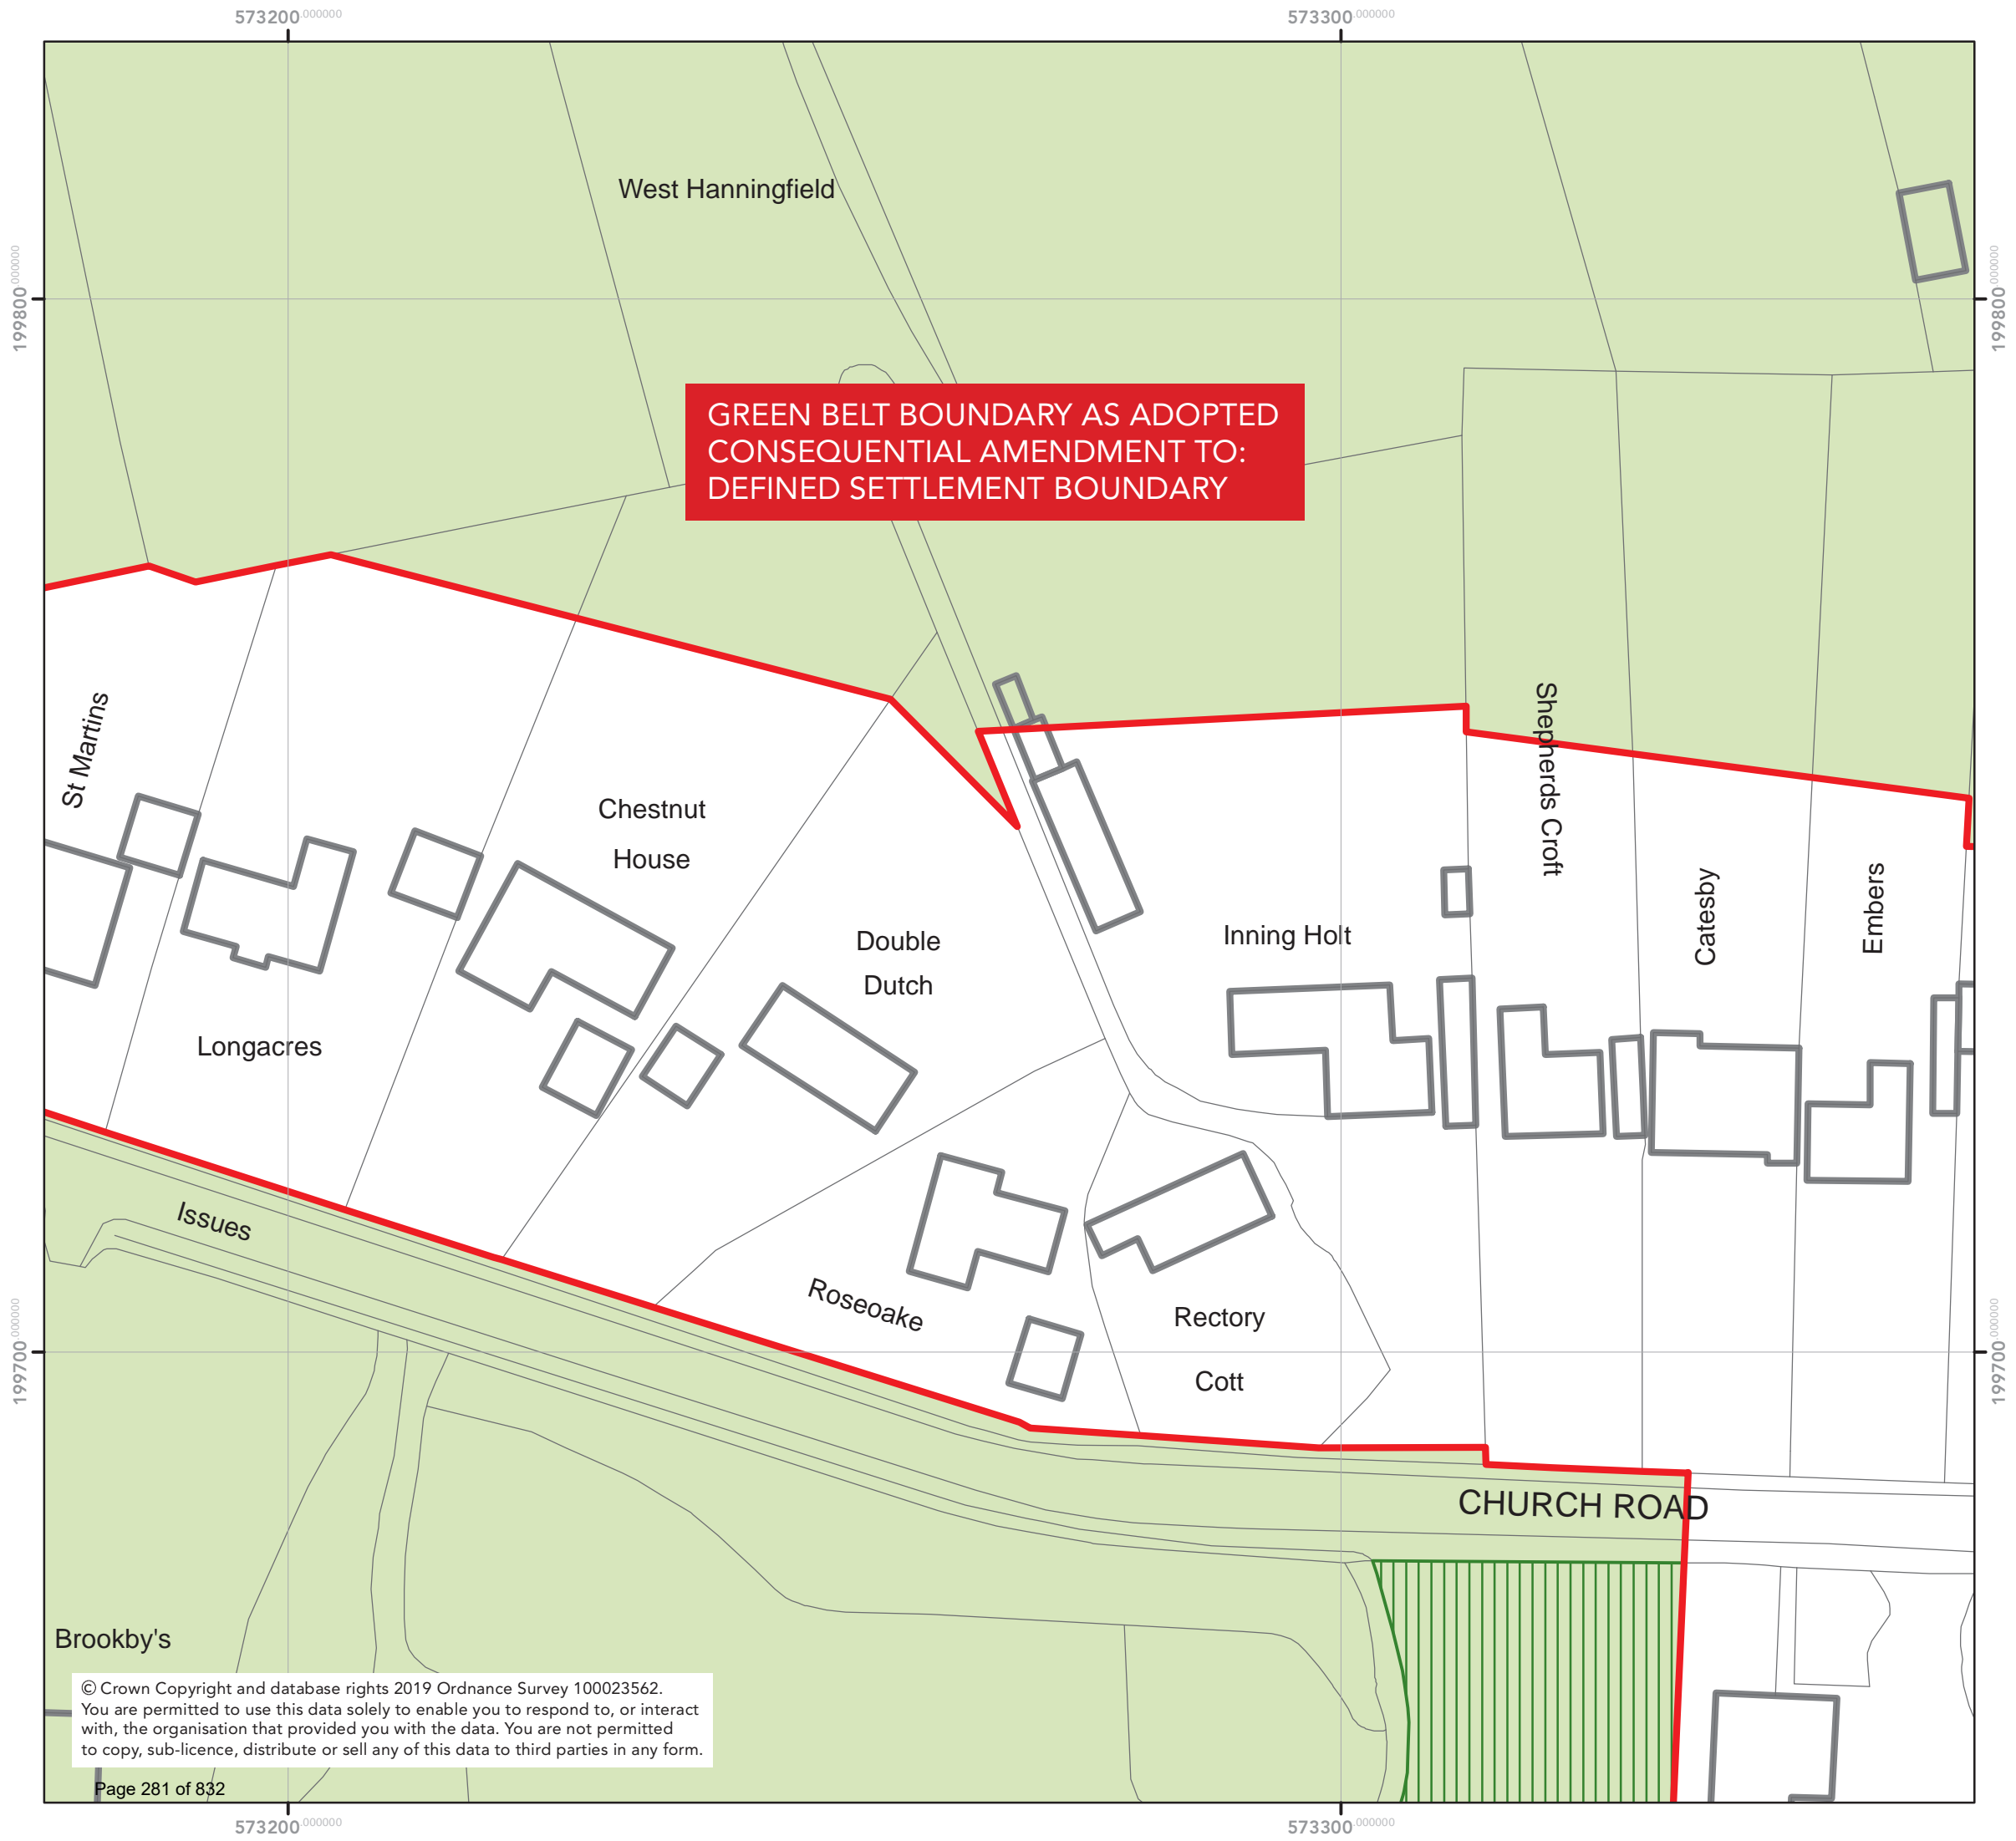 573200.000000
573300.000000
West Hanningfield
199800.000000
199800.000000
GREEN BELT BOUNDARY AS ADOPTED
CONSEQUENTIAL AMENDMENT TO:
DEFINED SETTLEMENT BOUNDARY
St Martins
Shepherds Croft
Chestnut
House
Double
Dutch
Inning Holt
Catesby
Embers
Longacres
Issues
Roseoake
Rectory
Cott
199700.000000
199700.000000
CHURCH ROAD
Brookby's
© Crown Copyright and database rights 2019 Ordnance Survey 100023562.
You are permitted to use this data solely to enable you to respond to, or interact
with, the organisation that provided you with the data. You are not permitted
to copy, sub-licence, distribute or sell any of this data to third parties in any form.
Page 281 of 832
573200.000000
573300.000000